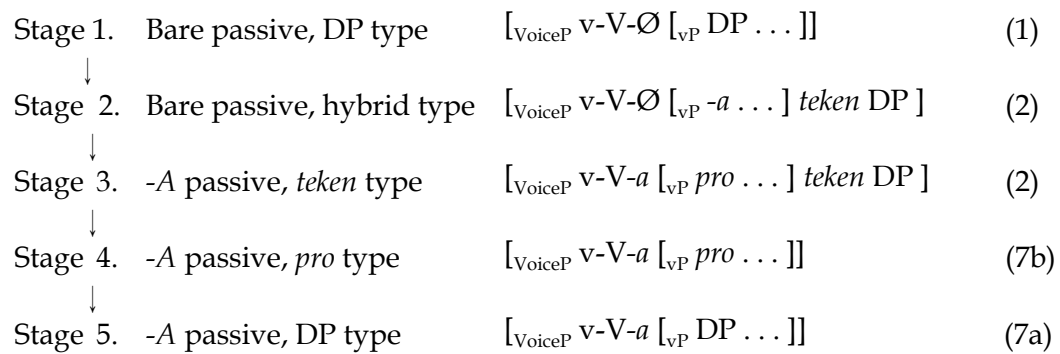 Stage 1. Bare passive, DP type [VoiceP v-V-Ø [vP DP . . . ]] (1)
↓
Stage 2. Bare passive, hybrid type [VoiceP v-V-Ø [vP -a . . . ] teken DP ] (2)
↓
Stage 3. -A passive, teken type [VoiceP v-V-a [vP pro . . . ] teken DP ] (2)
↓
Stage 4. -A passive, pro type [VoiceP v-V-a [vP pro . . . ]] (7b)
↓
Stage 5. -A passive, DP type [VoiceP v-V-a [vP DP . . . ]] (7a)